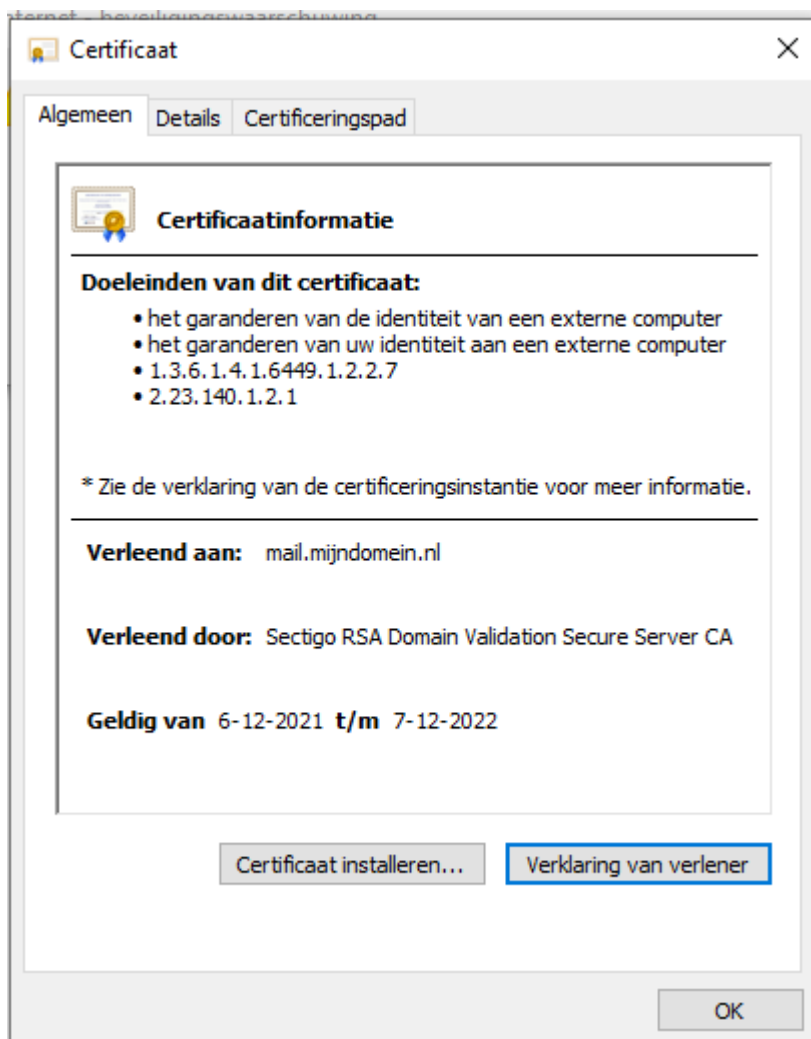 internet - beveiligingswaarschuwing
Certificaat
Algemeen Details Certificeringspad
Certificaatinformatie
Doeleinden van dit certificaat:
• het garanderen van de identiteit van een externe computer
• het garanderen van uw identiteit aan een externe computer
• 1.3.6.1.4.1.6449.1.2.2.7
• 2.23.140.1.2.1
* Zie de verklaring van de certificeringsinstantie voor meer informatie.
Verleend aan: mail.mijndomein.nl
Verleend door: Sectigo RSA Domain Validation Secure Server CA
Geldig van 6-12-2021 t/m 7-12-2022
Certificaat installeren... Verklaring van verlener
OK